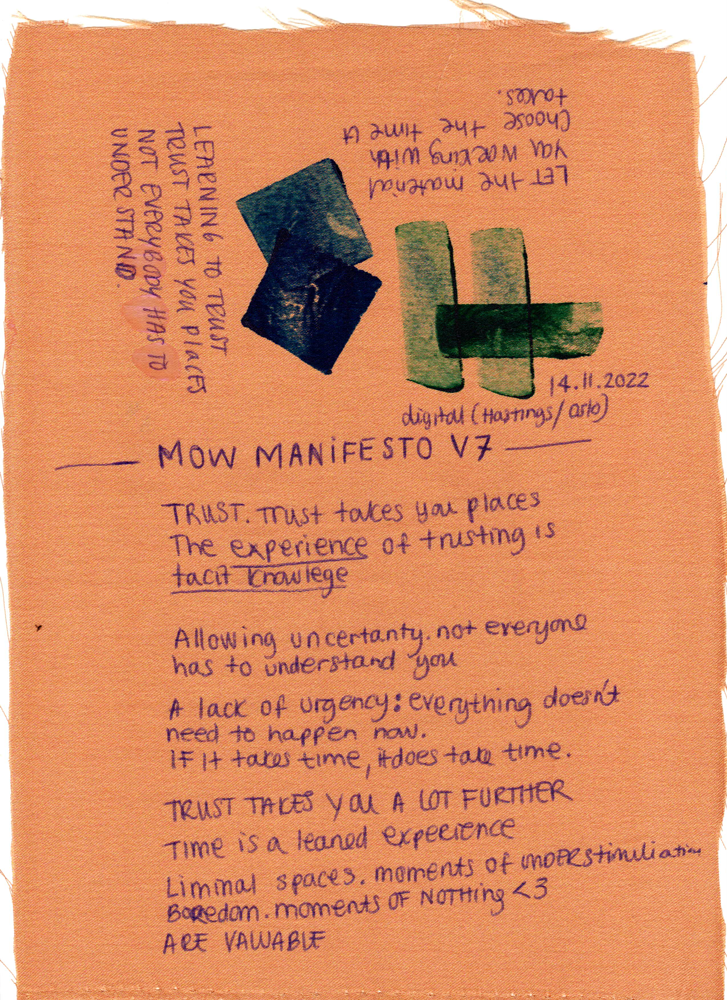 LEARNING TO TRUST
TRUST TAKES YOU PLACES
NOT EVERYBODY HAS TO
UNDERSTAND.
LET the material
you working with
Choose the time it
takes.
14.11.2022
digital (Hastings/Oslo)
MOW MANiFESTO V7
TRUST. Trust takes you places
The experience of trusting is
tacit knowlege
Allowing uncertanty. not everyone
has to understand you
A lack of urgency: everything doesn't
need to happen now.
IF it takes time, it does take time.
TRUST TAKES YOU A LOT FURTHER
Time is a leaned experience
Liminal spaces. moments of UNDERstimuliation
Boredom. moments OF NOTHing <3
ARE VALUABLE